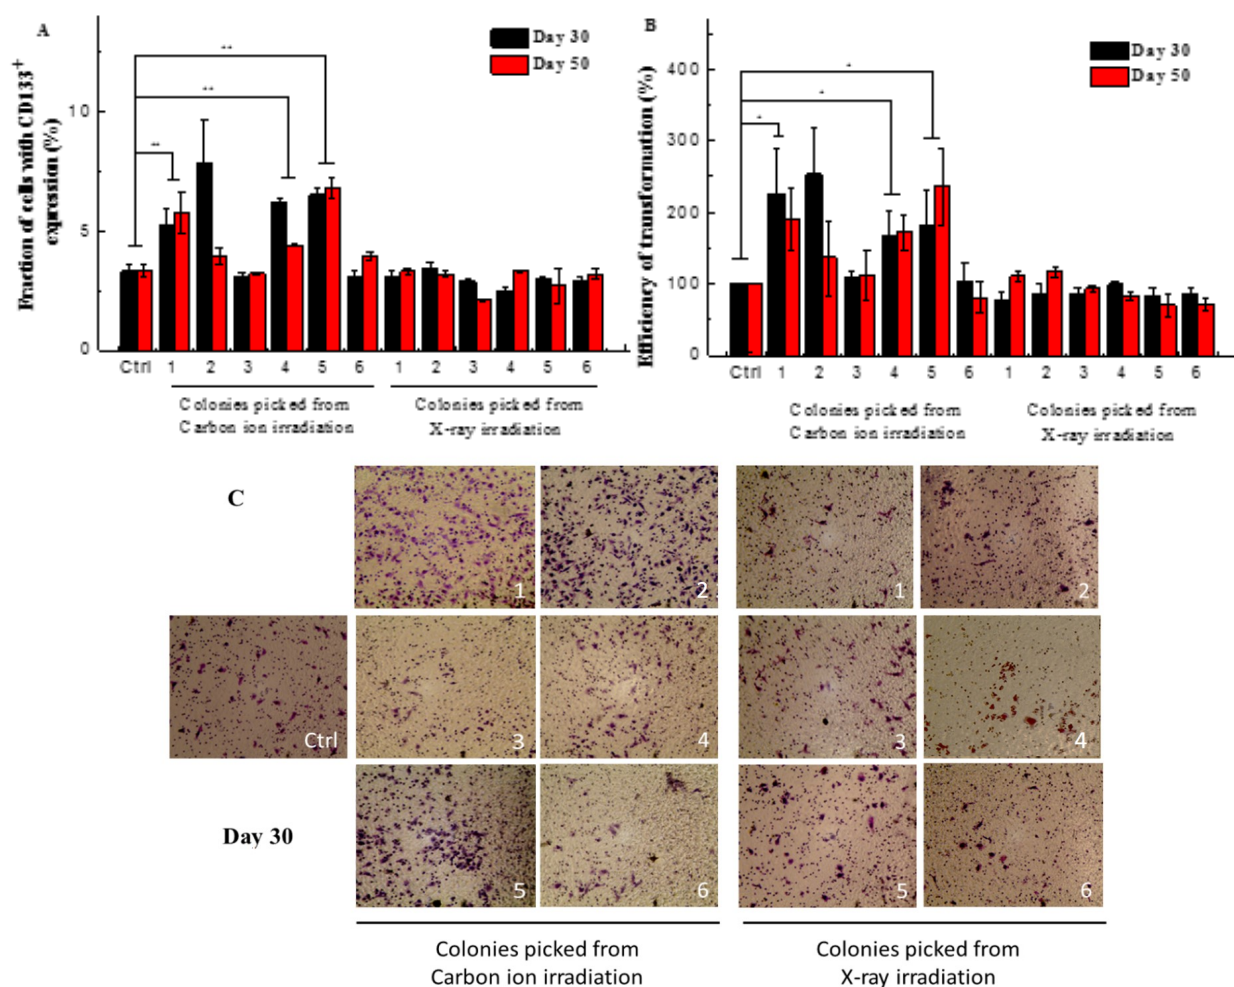 A
Day 30
Day 50
**
**
**
10
5
0
Fraction of cells with CD133+
expression (%)
Ctrl 1 2 3 4 5 6 1 2 3 4 5 6
Colonies picked from
Carbon ion irradiation
Colonies picked from
X-ray irradiation
B
Day 30
Day 50
*
*
*
400
300
200
100
0
Efficiency of transformation (%)
Ctrl 1 2 3 4 5 6 1 2 3 4 5 6
Colonies picked from
Carbon ion irradiation
Colonies picked from
X-ray irradiation
C
1 2 1 2
Ctrl 3 4 3 4
Day 30
5 6 5 6
Colonies picked from
Carbon ion irradiation
Colonies picked from
X-ray irradiation